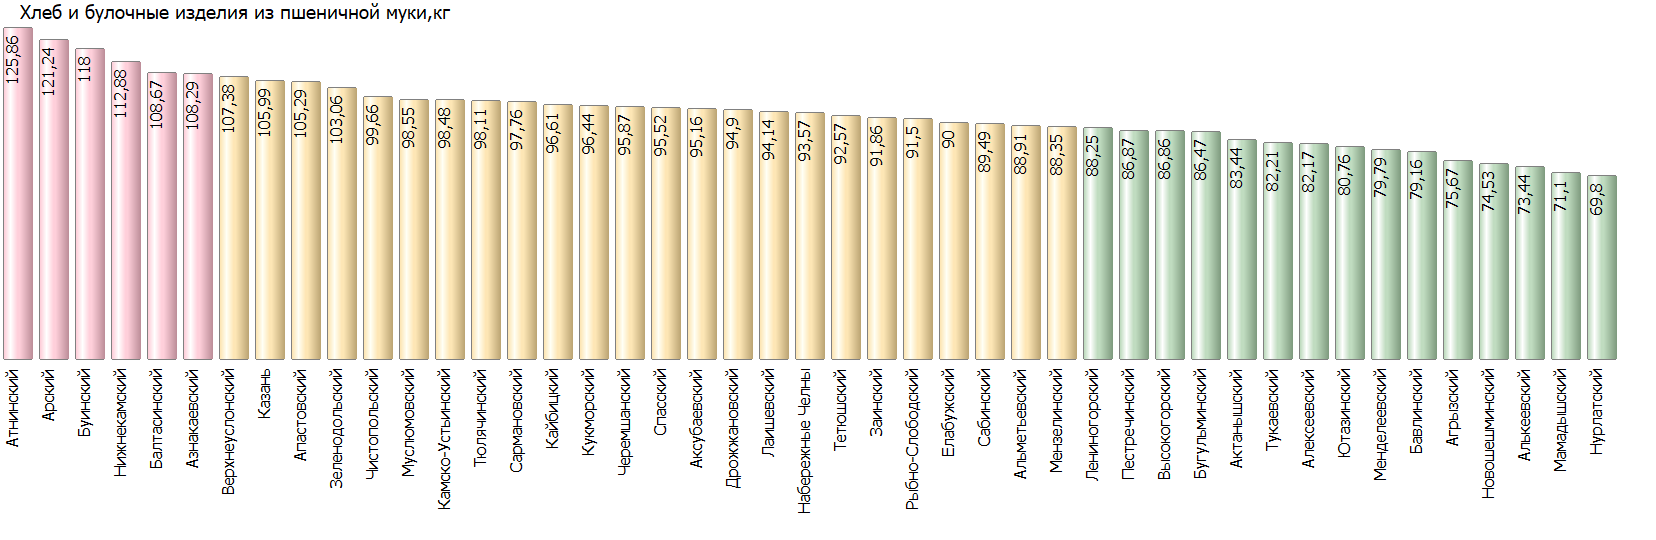 Хлеб и булочные изделия из пшеничной муки,кг
125,86
121,24
118
112,88
108,67
108,29
107,38
105,99
105,29
103,06
99,66
98,55
98,48
98,11
97,76
96,61
96,44
95,87
95,52
95,16
94,9
94,14
93,57
92,57
91,86
91,5
90
89,49
88,91
88,35
88,25
86,87
86,86
86,47
83,44
82,21
82,17
80,76
79,79
79,16
75,67
74,53
73,44
71,1
69,8
Атнинский
Арский
Буинский
Нижнекамский
Балтасинский
Азнакаевский
Верхнеуслонский
Казань
Апастовский
Зеленодольский
Чистопольский
Муслюмовский
Камско-Устьинский
Тюлячинский
Сармановский
Кайбицкий
Кукморский
Черемшанский
Спасский
Аксубаевский
Дрожжановский
Лаишевский
Набережные Челны
Тетюшский
Заинский
Рыбно-Слободский
Елабужский
Сабинский
Альметьевский
Мензелинский
Лениногорский
Пестречинский
Высокогорский
Бугульминский
Актанышский
Тукаевский
Алексеевский
Ютазинский
Менделеевский
Бавлинский
Агрызский
Новошешминский
Алькеевский
Мамадышский
Нурлатский